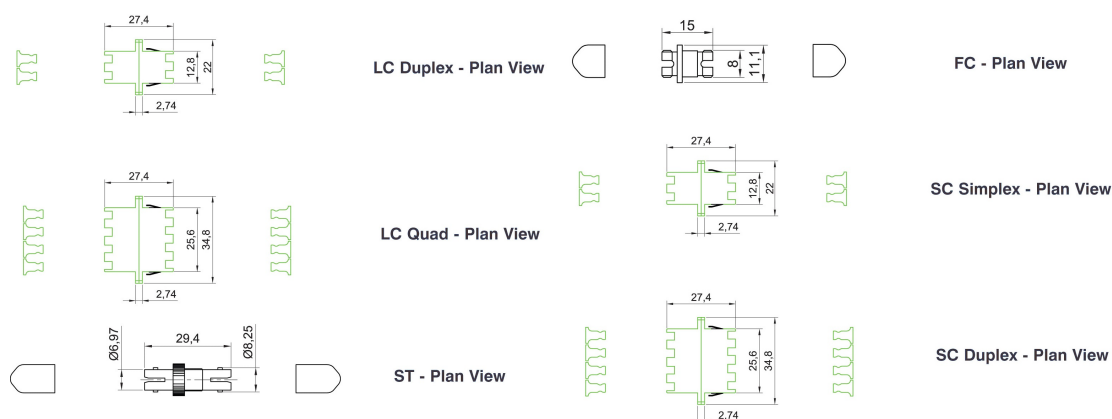 27,4
12,8
22
2,74
LC Duplex - Plan View
27,4
25,6
34,8
2,74
LC Quad - Plan View
Ø6,97
29,4
Ø8,25
ST - Plan View
15
8
11,1
FC - Plan View
27,4
12,8
22
2,74
SC Simplex - Plan View
27,4
25,6
34,8
2,74
SC Duplex - Plan View